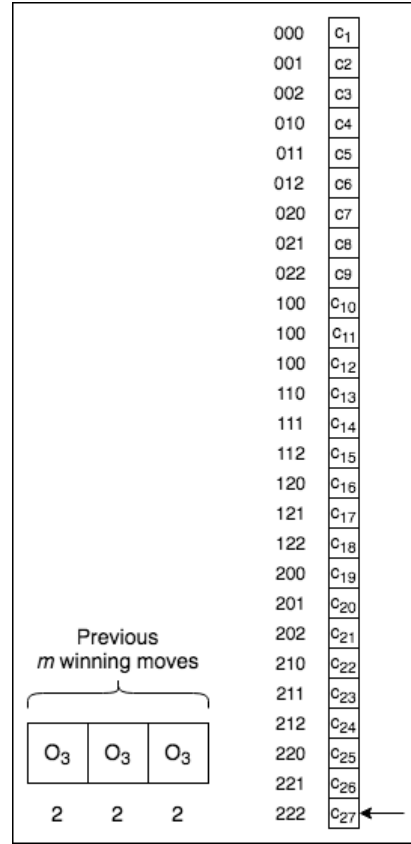 000 c₁
001 c2
002 c3
010 c4
011 c5
012 c6
020 c7
021 c8
022 c9
100 c₁₀
100 c₁₁
100 c₁₂
110 c₁₃
111 c₁₄
112 c₁₅
120 c₁₆
121 c₁₇
122 c₁₈
200 c₁₉
201 c₂₀
202 c₂₁
210 c₂₂
211 c₂₃
212 c₂₄
220 c₂₅
221 c₂₆
222 c₂₇
Previous
m winning moves
O₃ O₃ O₃
2 2 2